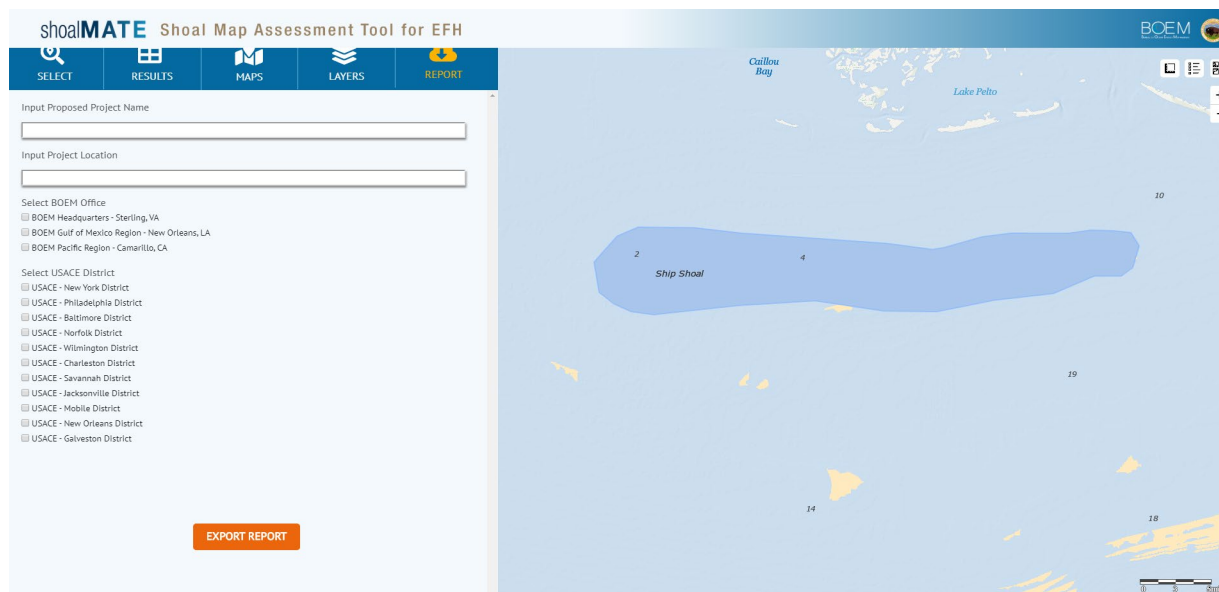 shoalMATE Shoal Map Assessment Tool for EFH
BOEM
SELECT
RESULTS
MAPS
LAYERS
REPORT
Input Proposed Project Name
Input Project Location
Select BOEM Office
BOEM Headquarters - Sterling, VA
BOEM Gulf of Mexico Region - New Orleans, LA
BOEM Pacific Region - Camarillo, CA
Select USACE District
USACE - New York District
USACE - Philadelphia District
USACE - Baltimore District
USACE - Norfolk District
USACE - Wilmington District
USACE - Charleston District
USACE - Savannah District
USACE - Jacksonville District
USACE - Mobile District
USACE - New Orleans District
USACE - Galveston District
EXPORT REPORT
Caillou
Bay
Lake Pelto
10
2
4
Ship Shoal
19
14
18
0